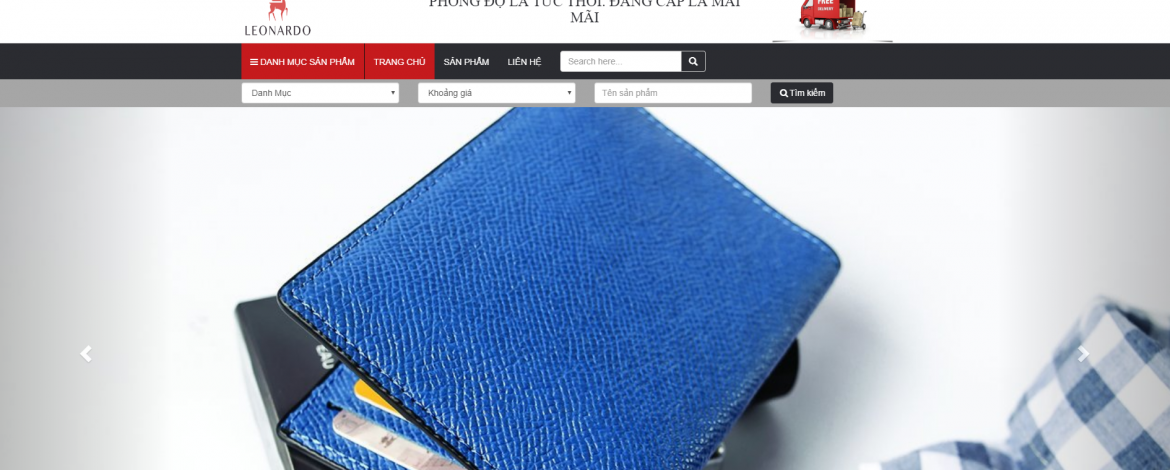 PHONG ĐỘ LÀ TỨC THỜI. ĐẲNG CẤP LÀ MÃI
MÃI
FREE
DELIVERY
LEONARDO
DANH MỤC SẢN PHẨM
TRANG CHỦ
SẢN PHẨM
LIÊN HỆ
Search here...
Danh Mục
Khoảng giá
Tên sản phẩm
Tìm kiếm